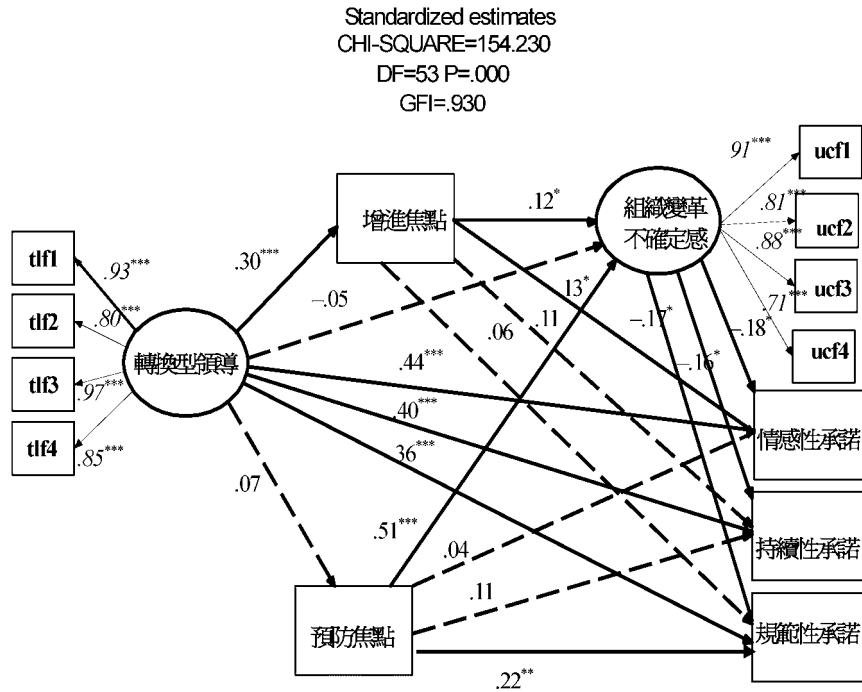 Standardized estimates
CHI-SQUARE=154.230
DF=53 P=.000
GFI=.930
ucf1
.91***
增進焦點
.12*
組織變革
不確定感
.81***
ucf2
.88***
ucf3
tlf1
.93***
.30***
-.05
.13*
.06
.11
.71***
ucf4
tlf2
.80***
轉換型領導
-.17*
-.18*
tlf3
.97***
.44***
-.16*
tlf4
.85***
.40***
.36***
情感性承諾
.07
.51***
.04
持續性承諾
.11
預防焦點
規範性承諾
.22**